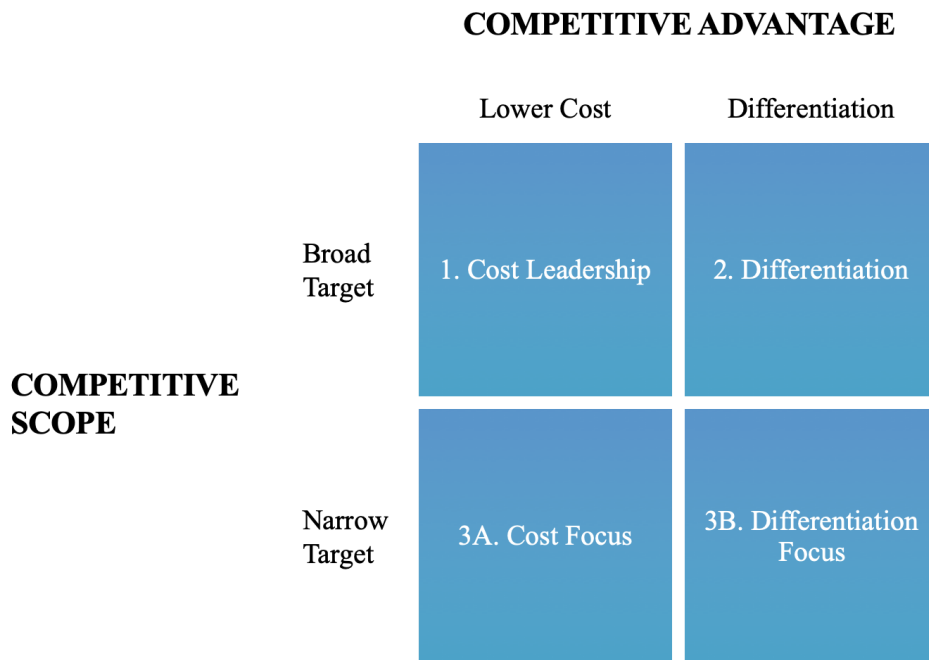 COMPETITIVE ADVANTAGE
Lower Cost
Differentiation
Broad
Target
1. Cost Leadership
2. Differentiation
COMPETITIVE
SCOPE
Narrow
Target
3A. Cost Focus
3B. Differentiation
Focus